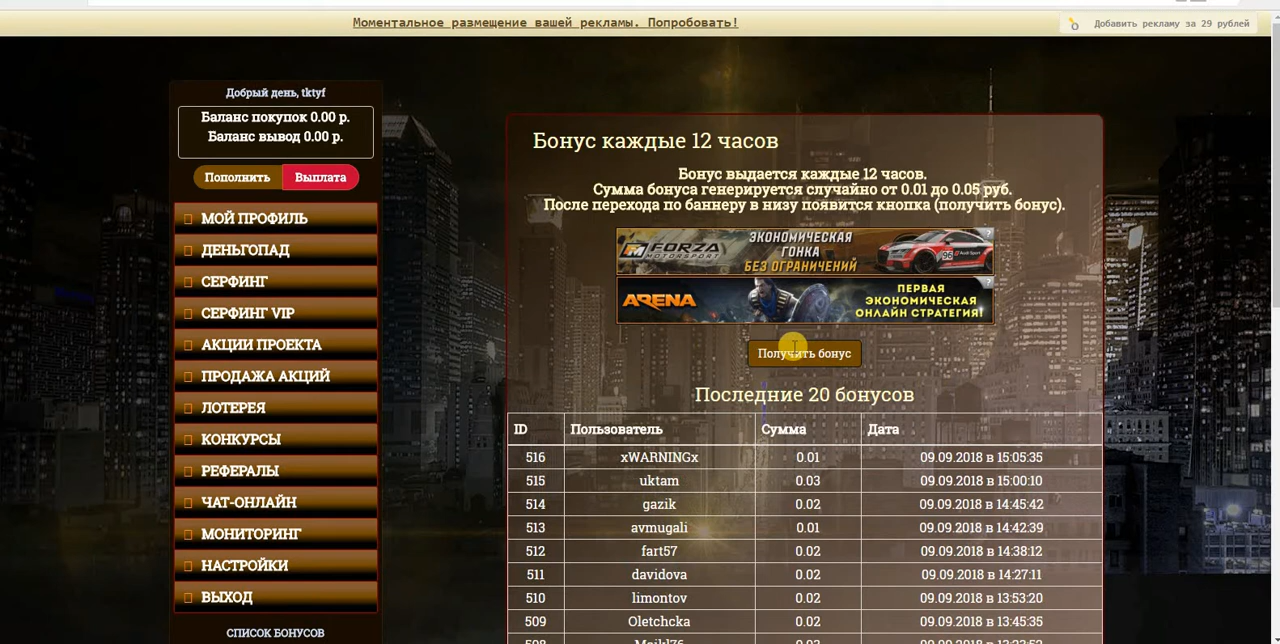 Моментальное размещение вашей рекламы. Попробовать!
Добавить рекламу за 29 рублей
Добрый день, tktyf
Баланс покупок 0.00 р.
Баланс вывод 0.00 р.
Пополнить Выплата
МОЙ ПРОФИЛЬ
ДЕНЬГОПАД
СЕРФИНГ
СЕРФИНГ VIP
АКЦИИ ПРОЕКТА
ПРОДАЖА АКЦИЙ
ЛОТЕРЕЯ
КОНКУРСЫ
РЕФЕРАЛЫ
ЧАТ-ОНЛАЙН
МОНИТОРИНГ
НАСТРОЙКИ
ВЫХОД
СПИСОК БОНУСОВ
Бонус каждые 12 часов
Бонус выдается каждые 12 часов.
Сумма бонуса генерируется случайно от 0.01 до 0.05 руб.
После перехода по баннеру в низу появится кнопка (получить бонус).
FORZA
MOTORSPORT
ЭКОНОМИЧЕСКАЯ
ГОНКА
БЕЗ ОГРАНИЧЕНИЙ
ARENA
ПЕРВАЯ
ЭКОНОМИЧЕСКАЯ
ОНЛАЙН СТРАТЕГИЯ!
Получить бонус
Последние 20 бонусов
ID Пользователь Сумма Дата
516 xWARNINGx 0.01 09.09.2018 в 15:05:35
515 uktam 0.03 09.09.2018 в 15:00:10
514 gazik 0.02 09.09.2018 в 14:45:42
513 avmugali 0.01 09.09.2018 в 14:42:39
512 fart57 0.02 09.09.2018 в 14:38:12
511 davidova 0.02 09.09.2018 в 14:27:11
510 limontov 0.02 09.09.2018 в 13:53:20
509 Oletchcka 0.02 09.09.2018 в 13:45:35